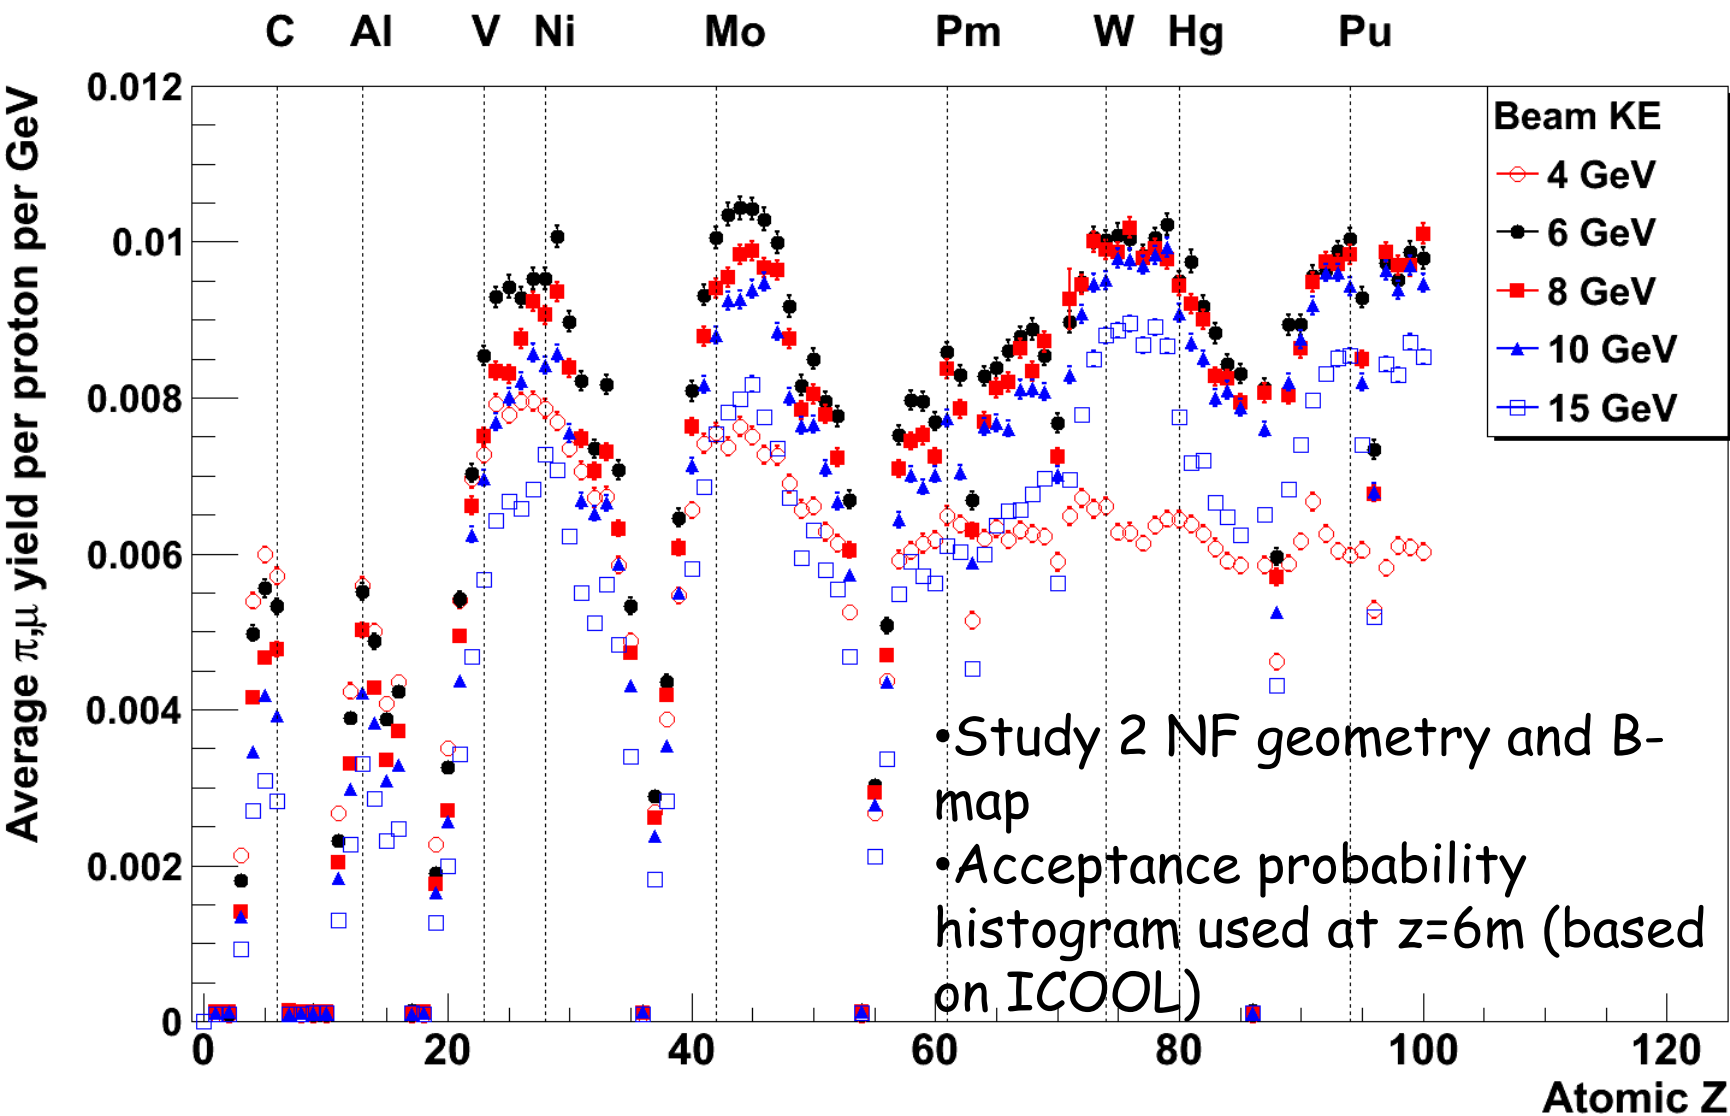 C Al V Ni Mo Pm W Hg Pu
Average π,μ yield per proton per GeV
0.012
0.01
0.008
0.006
0.004
0.002
0
Beam KE
4 GeV
6 GeV
8 GeV
10 GeV
15 GeV
•Study 2 NF geometry and B-
map
•Acceptance probability
histogram used at z=6m (based
on ICOOL)
0 20 40 60 80 100 120
Atomic Z